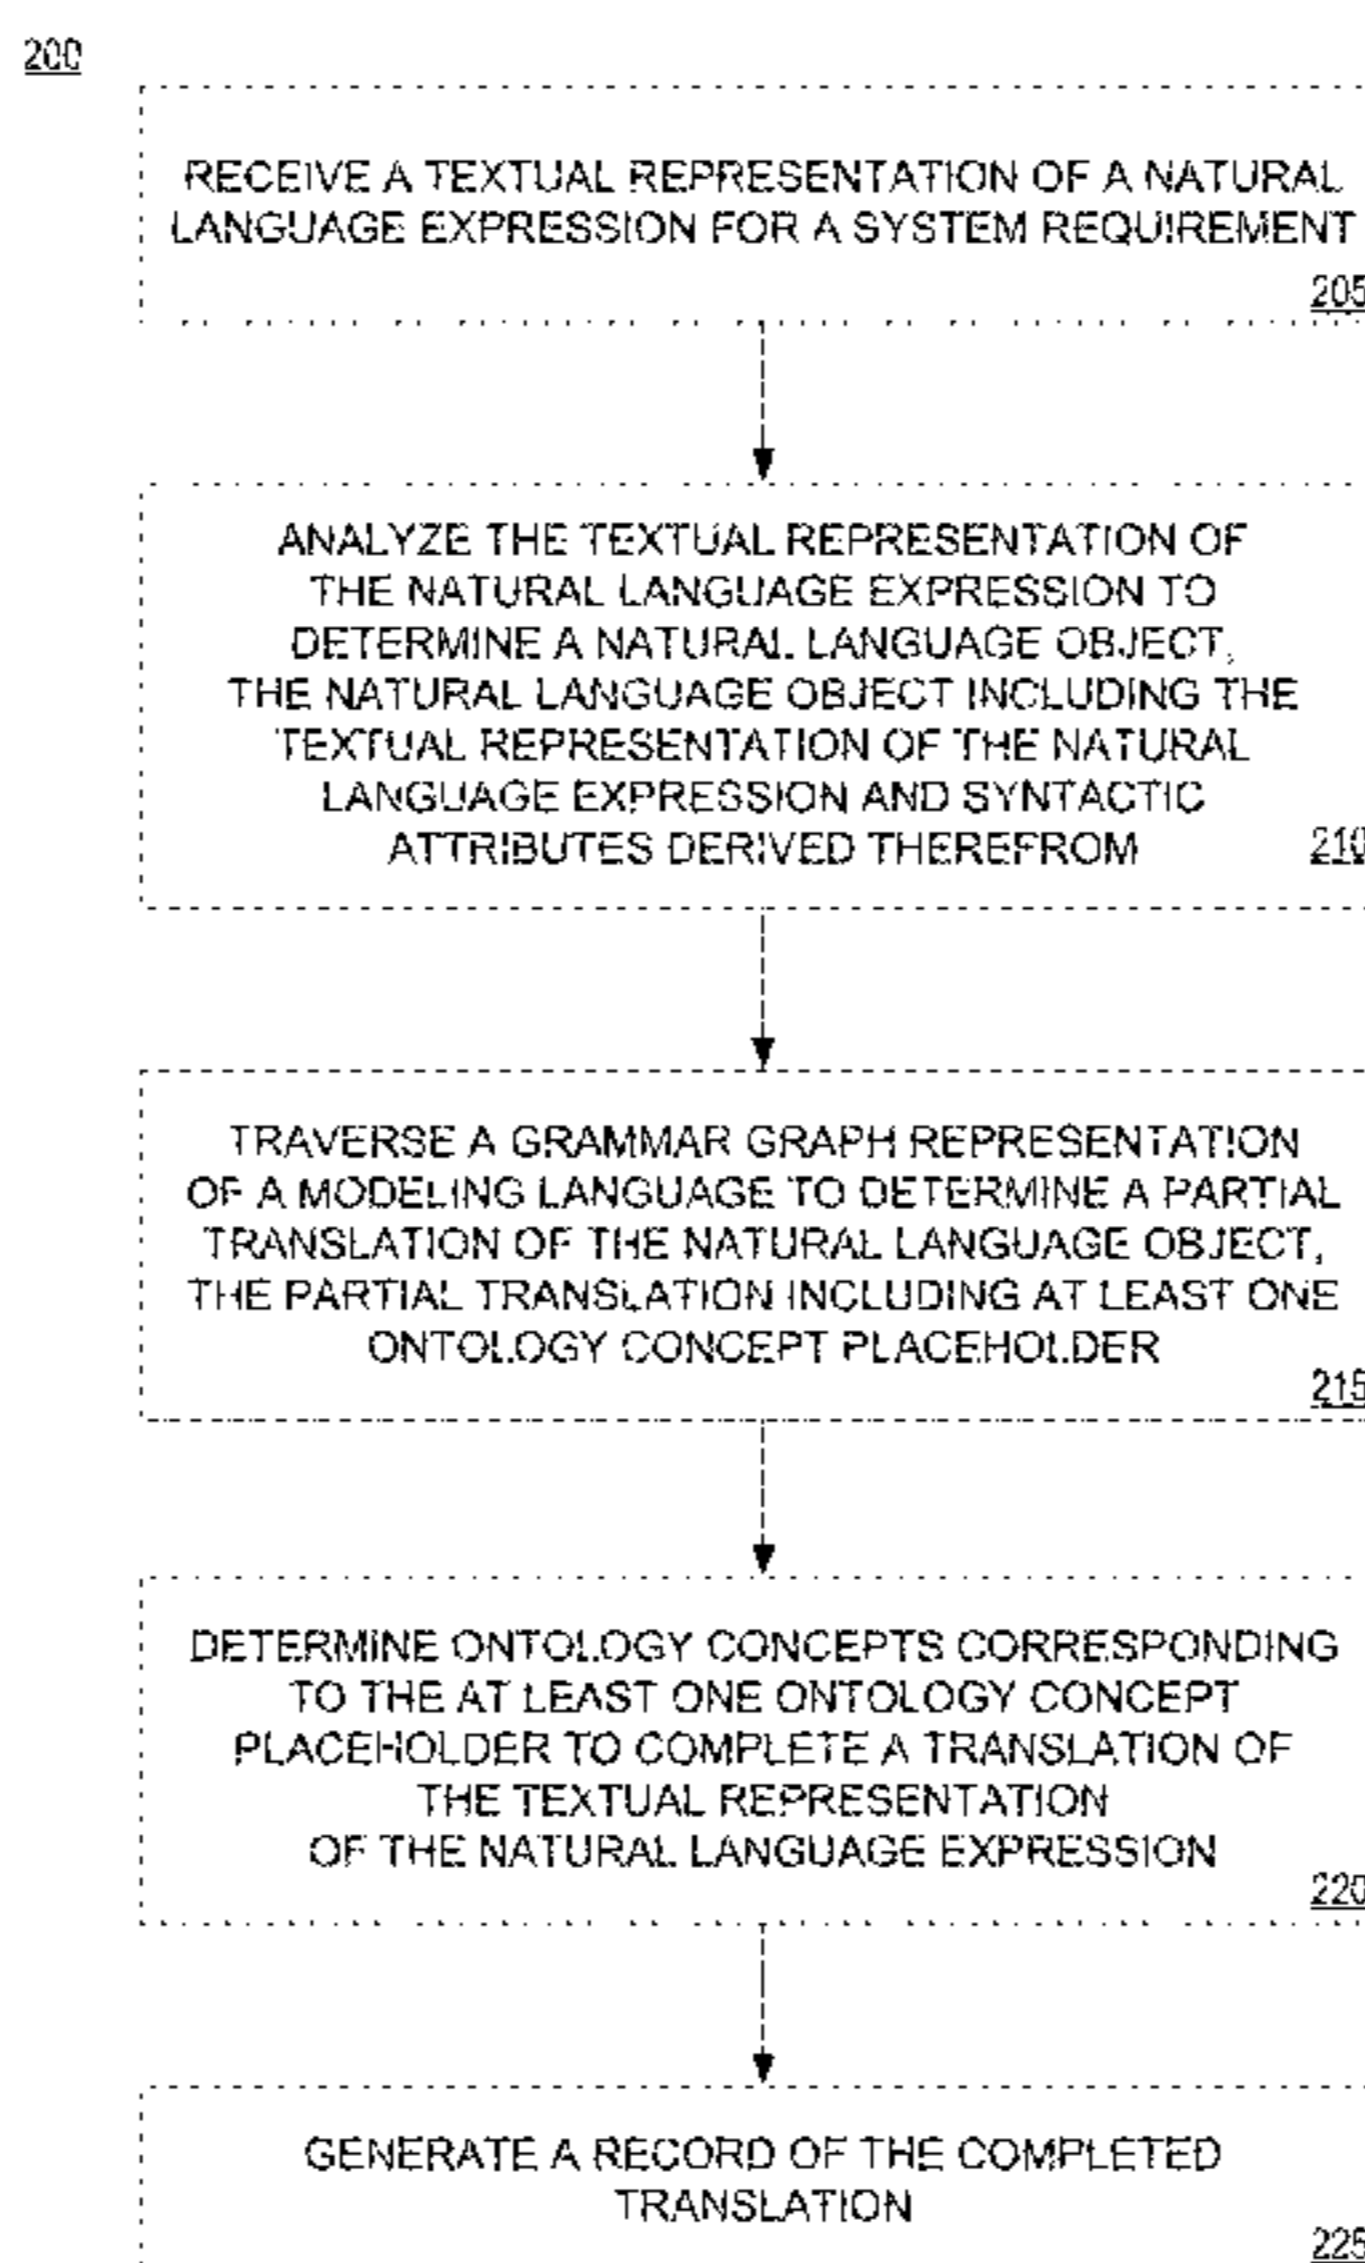 200
RECEIVE A TEXTUAL REPRESENTATION OF A NATURAL
LANGUAGE EXPRESSION FOR A SYSTEM REQUIREMENT
205
ANALYZE THE TEXTUAL REPRESENTATION OF
THE NATURAL LANGUAGE EXPRESSION TO
DETERMINE A NATURAL LANGUAGE OBJECT,
THE NATURAL LANGUAGE OBJECT INCLUDING THE
TEXTUAL REPRESENTATION OF THE NATURAL
LANGUAGE EXPRESSION AND SYNTACTIC
ATTRIBUTES DERIVED THEREFROM
210
TRAVERSE A GRAMMAR GRAPH REPRESENTATION
OF A MODELING LANGUAGE TO DETERMINE A PARTIAL
TRANSLATION OF THE NATURAL LANGUAGE OBJECT,
THE PARTIAL TRANSLATION INCLUDING AT LEAST ONE
ONTOLOGY CONCEPT PLACEHOLDER
215
DETERMINE ONTOLOGY CONCEPTS CORRESPONDING
TO THE AT LEAST ONE ONTOLOGY CONCEPT
PLACEHOLDER TO COMPLETE A TRANSLATION OF
THE TEXTUAL REPRESENTATION
OF THE NATURAL LANGUAGE EXPRESSION
220
GENERATE A RECORD OF THE COMPLETED
TRANSLATION
225